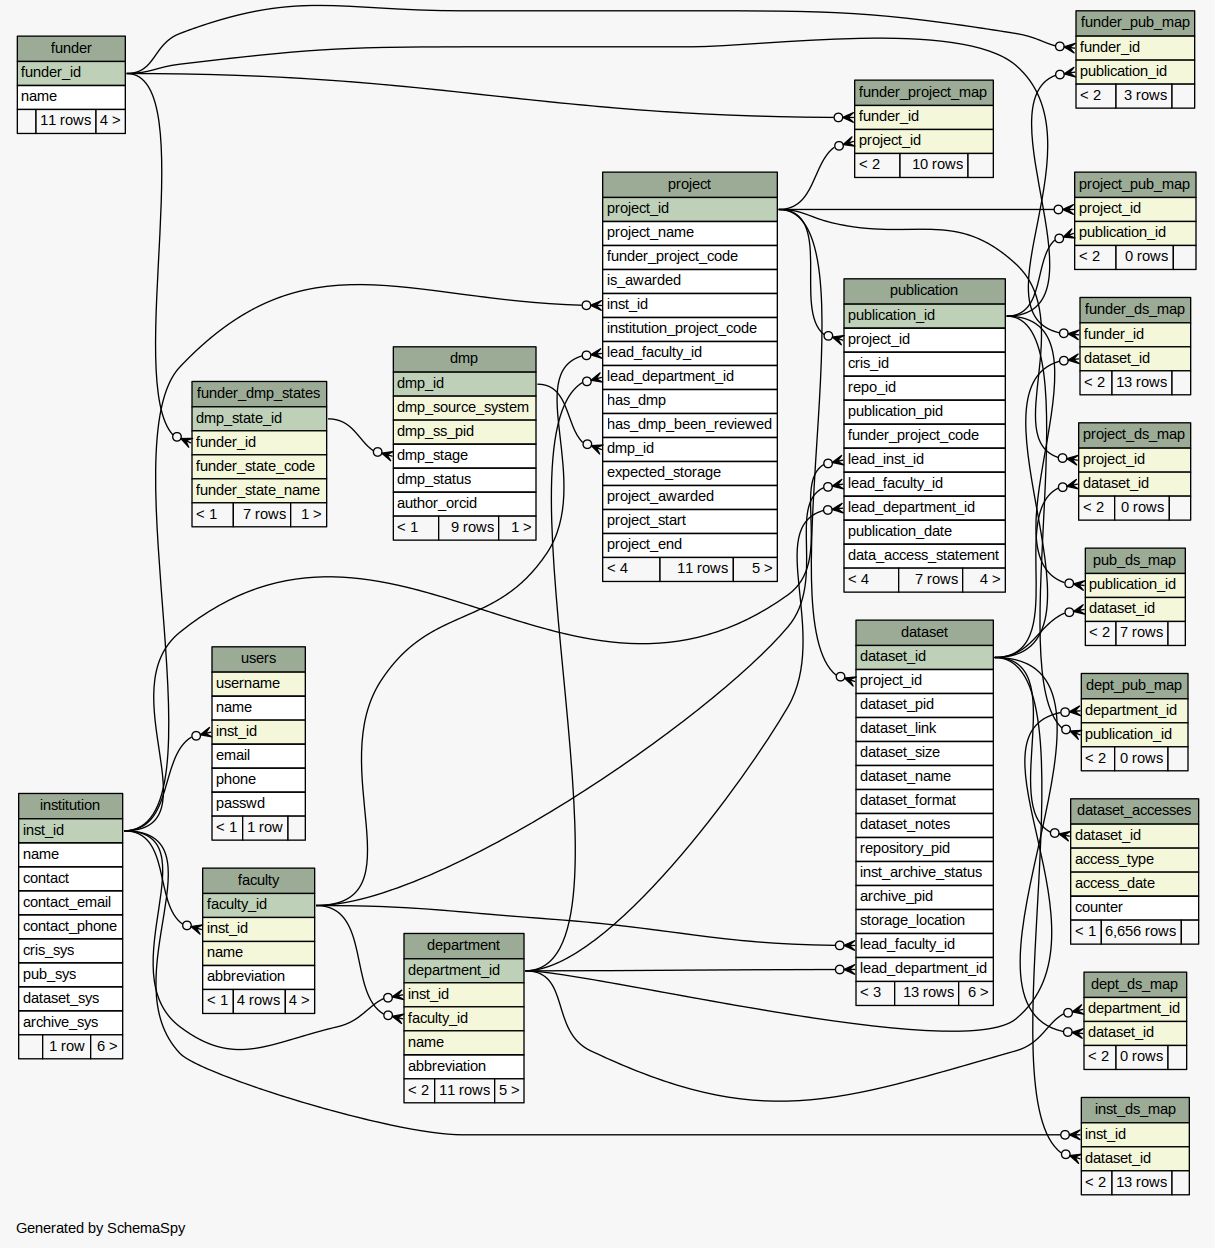 funder
funder_id
name
11 rows 4 >
funder_pub_map
funder_id
publication_id
< 2 3 rows
funder_project_map
funder_id
project_id
< 2 10 rows
project
project_id
project_name
funder_project_code
is_awarded
inst_id
institution_project_code
lead_faculty_id
lead_department_id
has_dmp
has_dmp_been_reviewed
dmp_id
expected_storage
project_awarded
project_start
project_end
< 4 11 rows 5 >
project_pub_map
project_id
publication_id
< 2 0 rows
publication
publication_id
project_id
cris_id
repo_id
publication_pid
funder_project_code
lead_inst_id
lead_faculty_id
lead_department_id
publication_date
data_access_statement
< 4 7 rows 4 >
funder_ds_map
funder_id
dataset_id
< 2 13 rows
dmp
dmp_id
dmp_source_system
dmp_ss_pid
dmp_stage
dmp_status
author_orcid
< 1 9 rows 1 >
funder_dmp_states
dmp_state_id
funder_id
funder_state_code
funder_state_name
< 1 7 rows 1 >
project_ds_map
project_id
dataset_id
< 2 0 rows
pub_ds_map
publication_id
dataset_id
< 2 7 rows
dataset
dataset_id
project_id
dataset_pid
dataset_link
dataset_size
dataset_name
dataset_format
dataset_notes
repository_pid
inst_archive_status
archive_pid
storage_location
lead_faculty_id
lead_department_id
< 3 13 rows 6 >
users
username
name
inst_id
email
phone
passwd
< 1 1 row
dept_pub_map
department_id
publication_id
< 2 0 rows
institution
inst_id
name
contact
contact_email
contact_phone
cris_sys
pub_sys
dataset_sys
archive_sys
1 row 6 >
dataset_accesses
dataset_id
access_type
access_date
counter
< 1 6,656 rows
faculty
faculty_id
inst_id
name
abbreviation
< 1 4 rows 4 >
department
department_id
inst_id
faculty_id
name
abbreviation
< 2 11 rows 5 >
dept_ds_map
department_id
dataset_id
< 2 0 rows
inst_ds_map
inst_id
dataset_id
< 2 13 rows
Generated by SchemaSpy